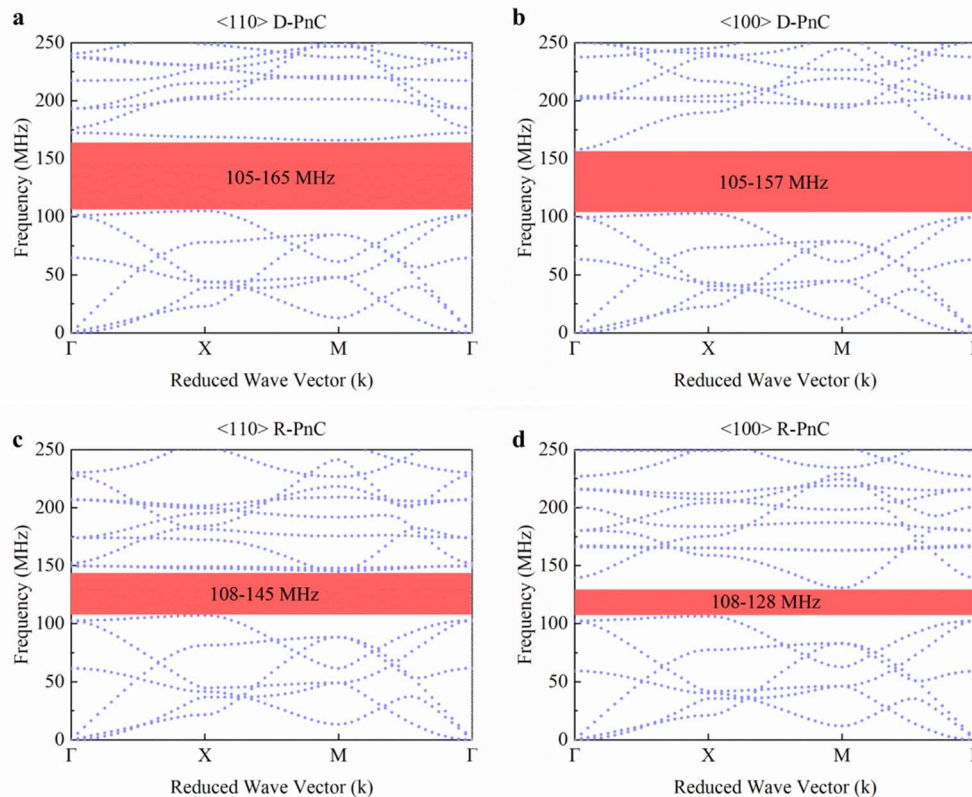 a
<110> D-PnC
250
200
150
100
50
0
Frequency (MHz)
105-165 MHz
Γ X M Γ
Reduced Wave Vector (k)
b
<100> D-PnC
250
200
150
100
50
0
Frequency (MHz)
105-157 MHz
Γ X M
Reduced Wave Vector (k)
c
<110> R-PnC
250
200
150
100
50
0
Frequency (MHz)
108-145 MHz
Γ X M Γ
Reduced Wave Vector (k)
d
<100> R-PnC
250
200
150
100
50
0
Frequency (MHz)
108-128 MHz
Γ X M
Reduced Wave Vector (k)